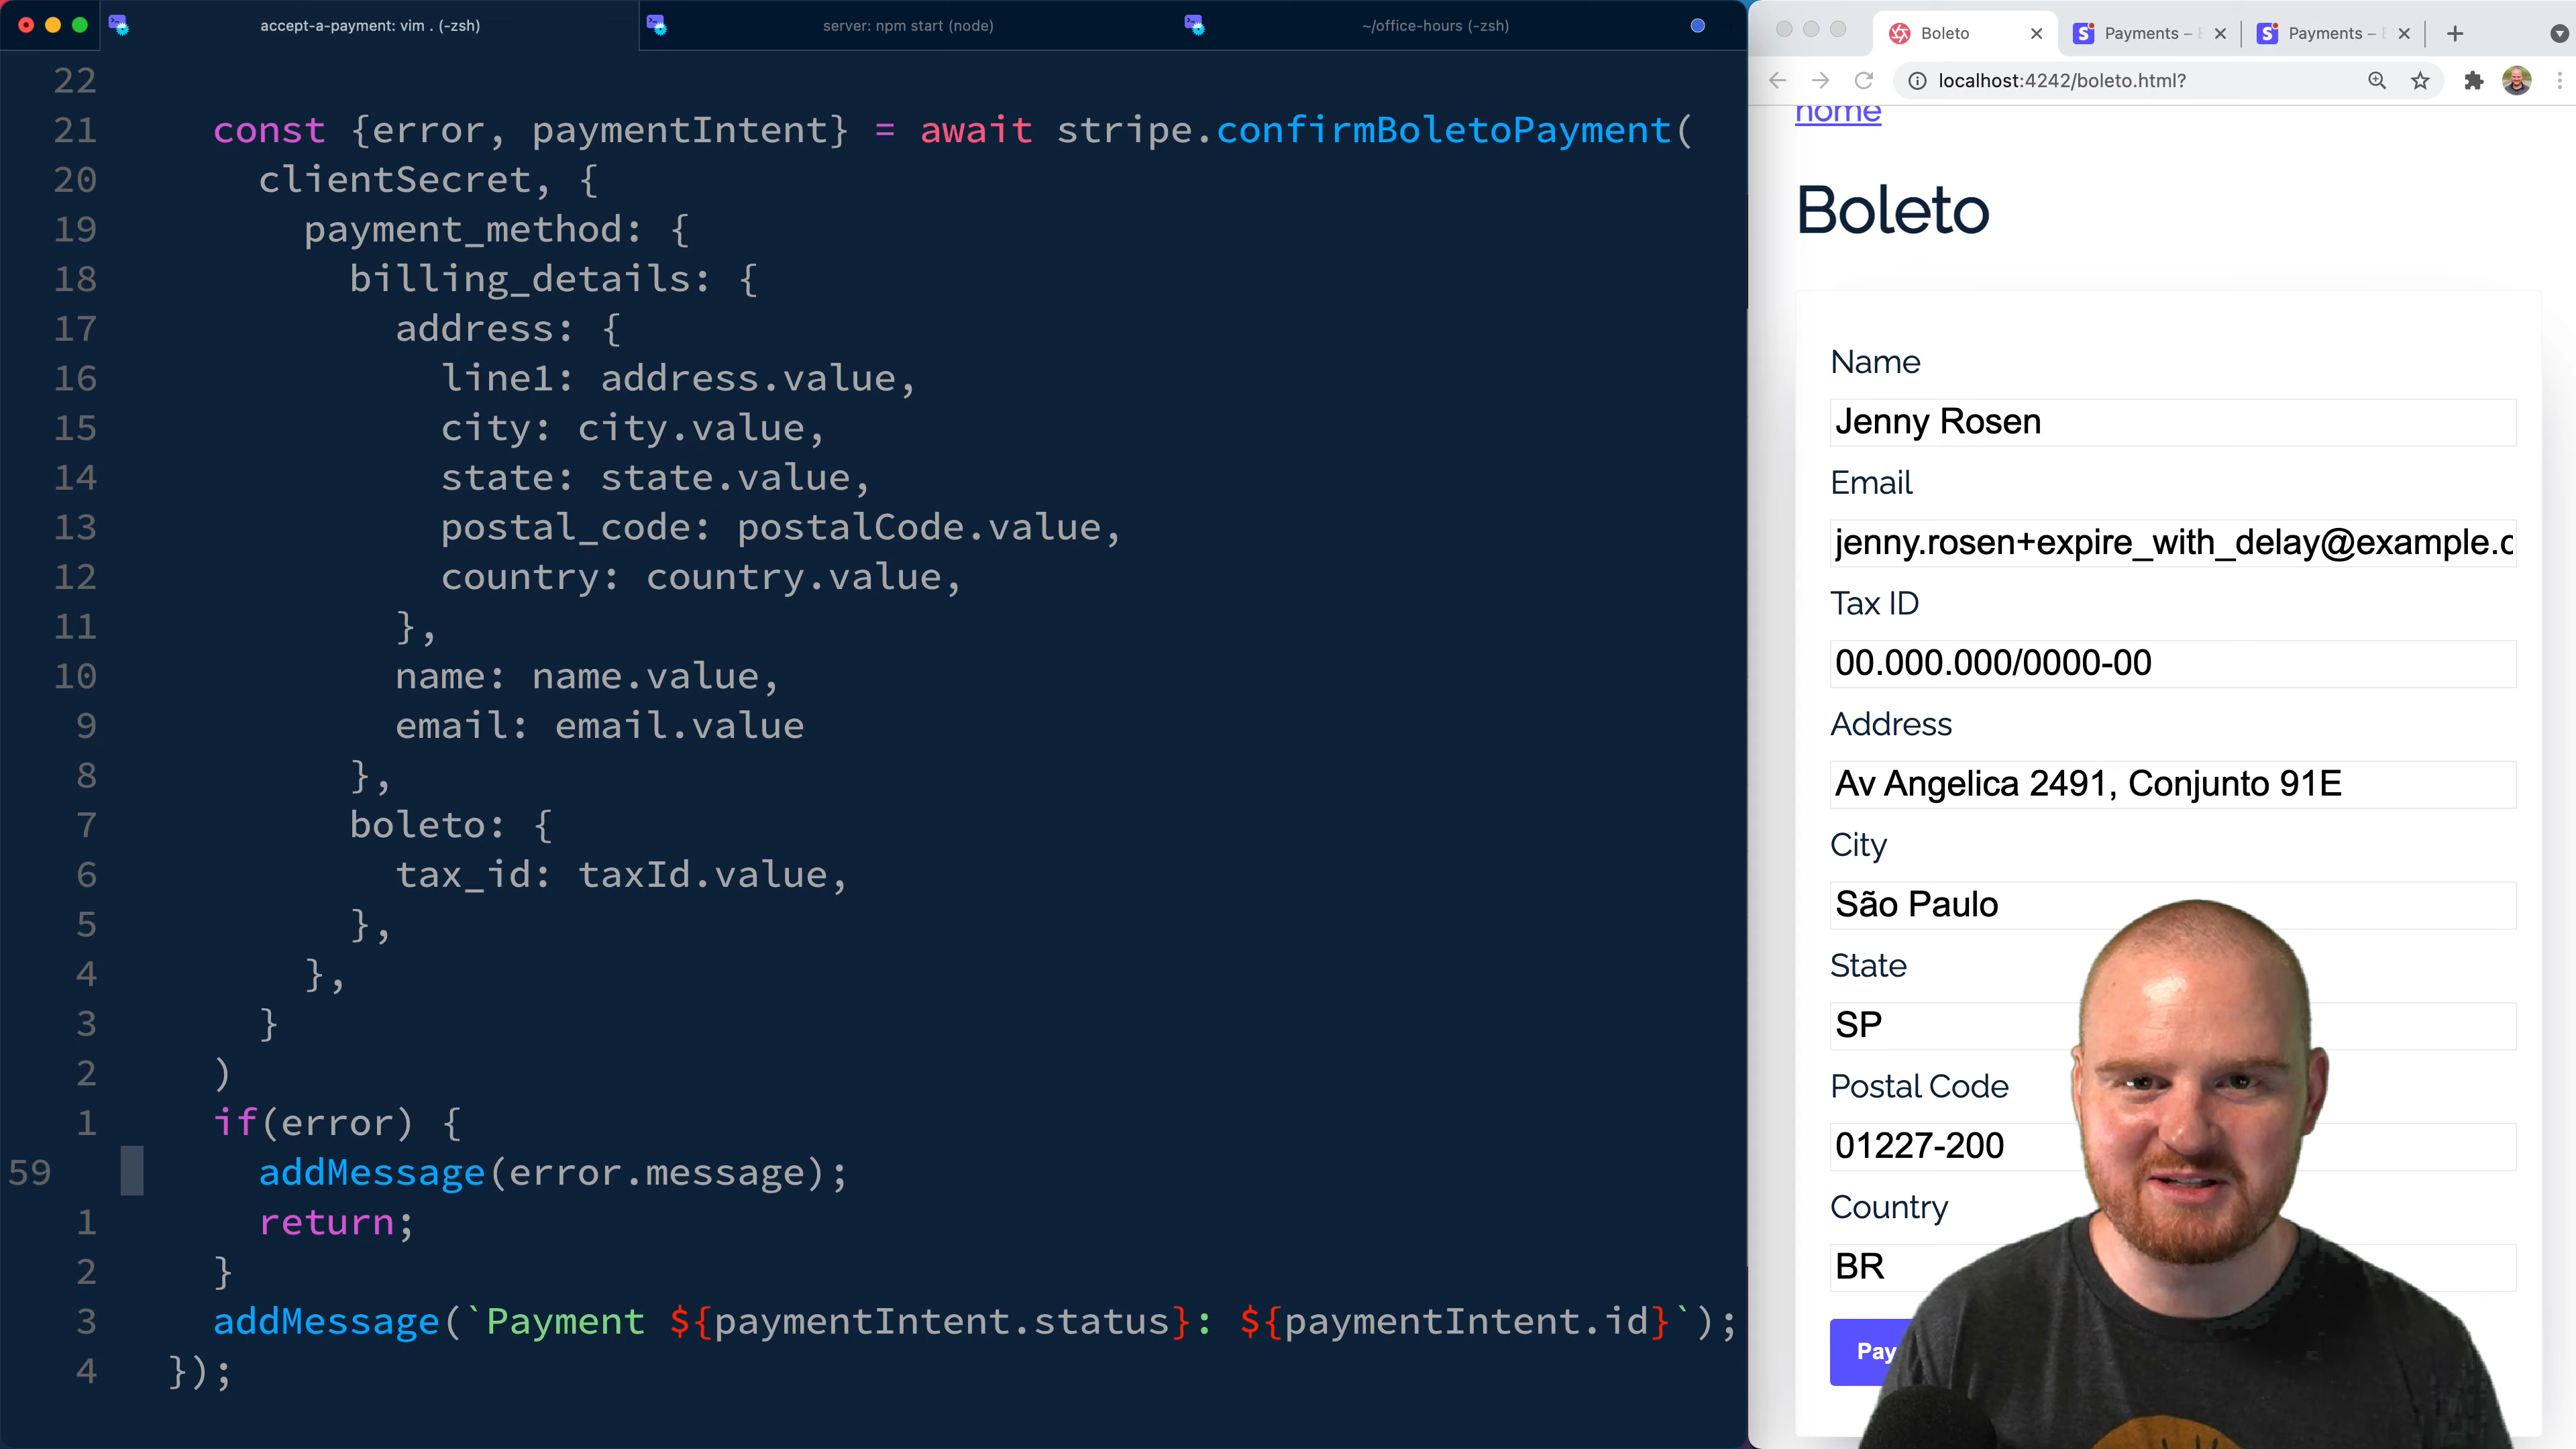 accept-a-payment: vim . (-zsh)
server: npm start (node)
~/office-hours (-zsh)
22
21 const {error, paymentIntent} = await stripe.confirmBoletoPayment(
20 clientSecret, {
19 payment_method: {
18 billing_details: {
17 address: {
16 line1: address.value,
15 city: city.value,
14 state: state.value,
13 postal_code: postalCode.value,
12 country: country.value,
11 },
10 name: name.value,
9 email: email.value
8 },
7 boleto: {
6 tax_id: taxId.value,
5 },
4 },
3 }
2 )
1 if(error) {
59 addMessage(error.message);
1 return;
2 }
3 addMessage(`Payment ${paymentIntent.status}: ${paymentIntent.id}`);
4 });
Boleto
Payments –
Payments –
localhost:4242/boleto.html?
home
Boleto
Name
Jenny Rosen
Email
jenny.rosen+expire_with_delay@example.c
Tax ID
00.000.000/0000-00
Address
Av Angelica 2491, Conjunto 91E
City
São Paulo
State
SP
Postal Code
01227-200
Country
BR
Pay